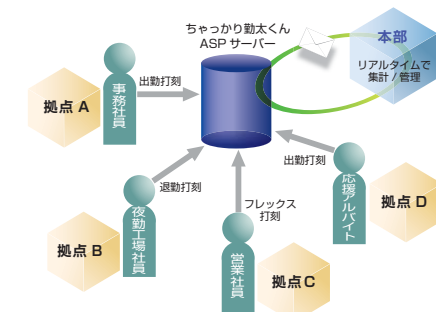 ちゃっかり勤太くん
ASP サーバー
本部
リアルタイムで
集計 / 管理
拠点 A
事務社員
出勤打刻
拠点 B
夜勤工場社員
退勤打刻
フレックス
打刻
営業社員
拠点 C
出勤打刻
応援アルバイト
拠点 D